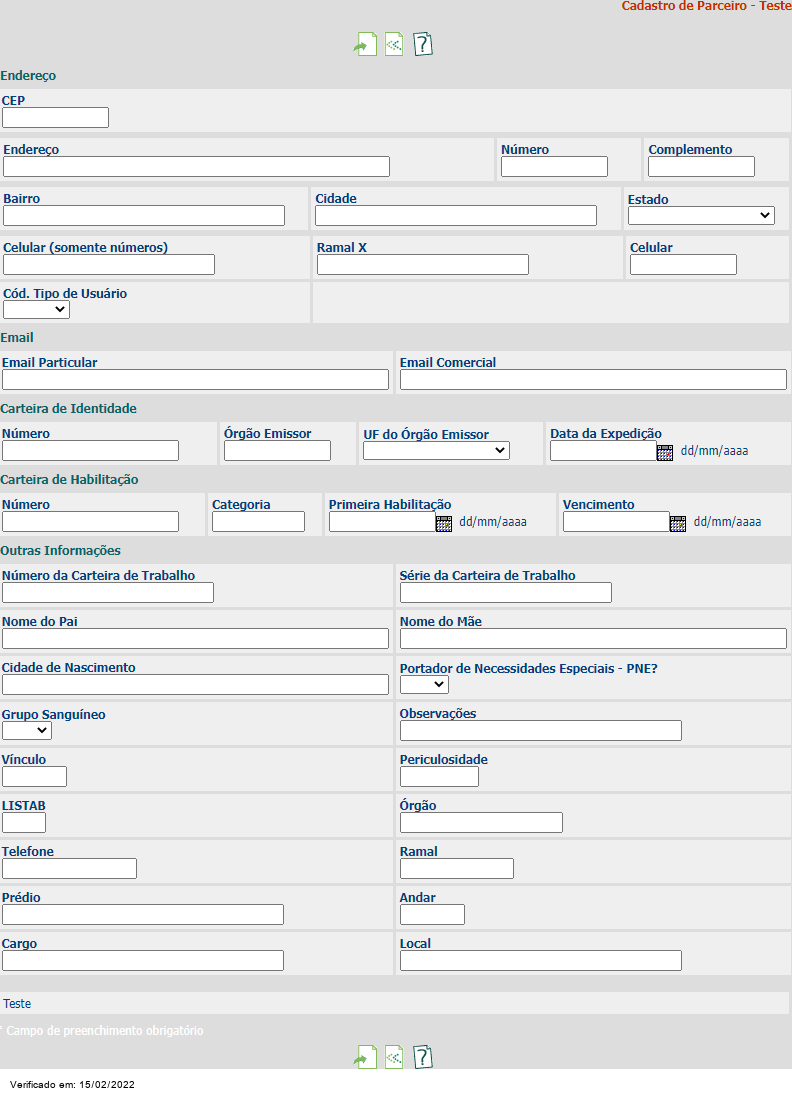 Cadastro de Parceiro - Teste
Endereço
CEP
Endereço Número Complemento
Bairro Cidade Estado
Celular (somente números) Ramal X Celular
Cód. Tipo de Usuário
Email
Email Particular Email Comercial
Carteira de Identidade
Número Órgão Emissor UF do Órgão Emissor Data da Expedição
dd/mm/aaaa
Carteira de Habilitação
Número Categoria Primeira Habilitação Vencimento
dd/mm/aaaa dd/mm/aaaa
Outras Informações
Número da Carteira de Trabalho Série da Carteira de Trabalho
Nome do Pai Nome do Mãe
Cidade de Nascimento Portador de Necessidades Especiais - PNE?
Grupo Sanguíneo Observações
Vínculo Periculosidade
LISTAB Órgão
Telefone Ramal
Prédio Andar
Cargo Local
Teste
* Campo de preenchimento obrigatório
Verificado em: 15/02/2022